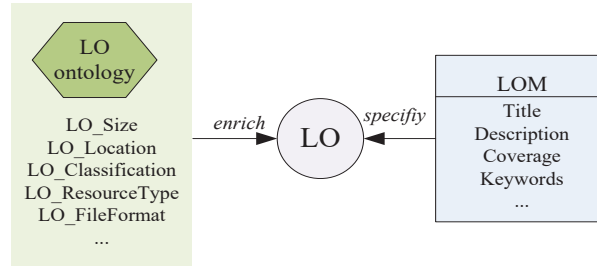 LO
ontology
LO_Size
LO_Location
LO_Classification
LO_ResourceType
LO_FileFormat
...
enrich
LO
specifiy
LOM
Title
Description
Coverage
Keywords
...